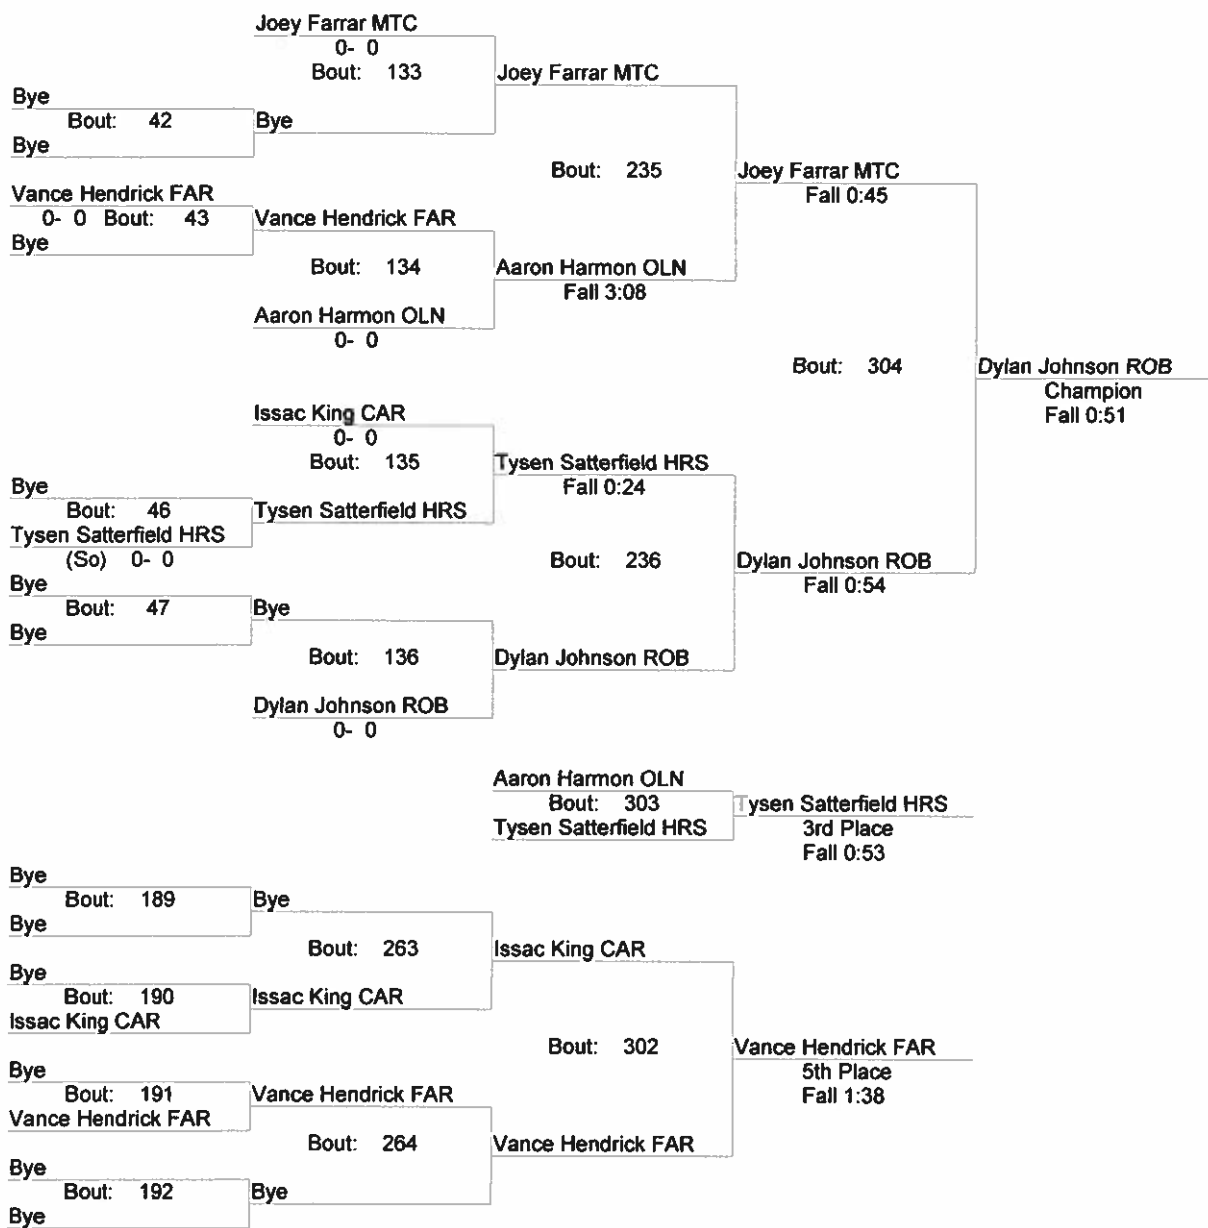 Joey Farrar MTC
0- 0
Bout: 133
Joey Farrar MTC
Bye
Bout: 42
Bye
Bye
Bout: 235
Joey Farrar MTC
Fall 0:45
Vance Hendrick FAR
0- 0 Bout: 43
Vance Hendrick FAR
Bye
Bout: 134
Aaron Harmon OLN
Fall 3:08
Aaron Harmon OLN
0- 0
Bout: 304
Dylan Johnson ROB
Champion
Fall 0:51
Issac King CAR
0- 0
Bout: 135
Tysen Satterfield HRS
Fall 0:24
Bye
Bout: 46
Tysen Satterfield HRS
Tysen Satterfield HRS
(So) 0- 0
Bout: 236
Dylan Johnson ROB
Fall 0:54
Bye
Bout: 47
Bye
Bye
Bout: 136
Dylan Johnson ROB
Dylan Johnson ROB
0- 0
Aaron Harmon OLN
Bout: 303
Tysen Satterfield HRS
Tysen Satterfield HRS
3rd Place
Fall 0:53
Bye
Bout: 189
Bye
Bye
Bout: 263
Issac King CAR
Bye
Bout: 190
Issac King CAR
Issac King CAR
Bout: 302
Vance Hendrick FAR
5th Place
Fall 1:38
Bye
Bout: 191
Vance Hendrick FAR
Vance Hendrick FAR
Bout: 264
Vance Hendrick FAR
Bye
Bout: 192
Bye
Bye